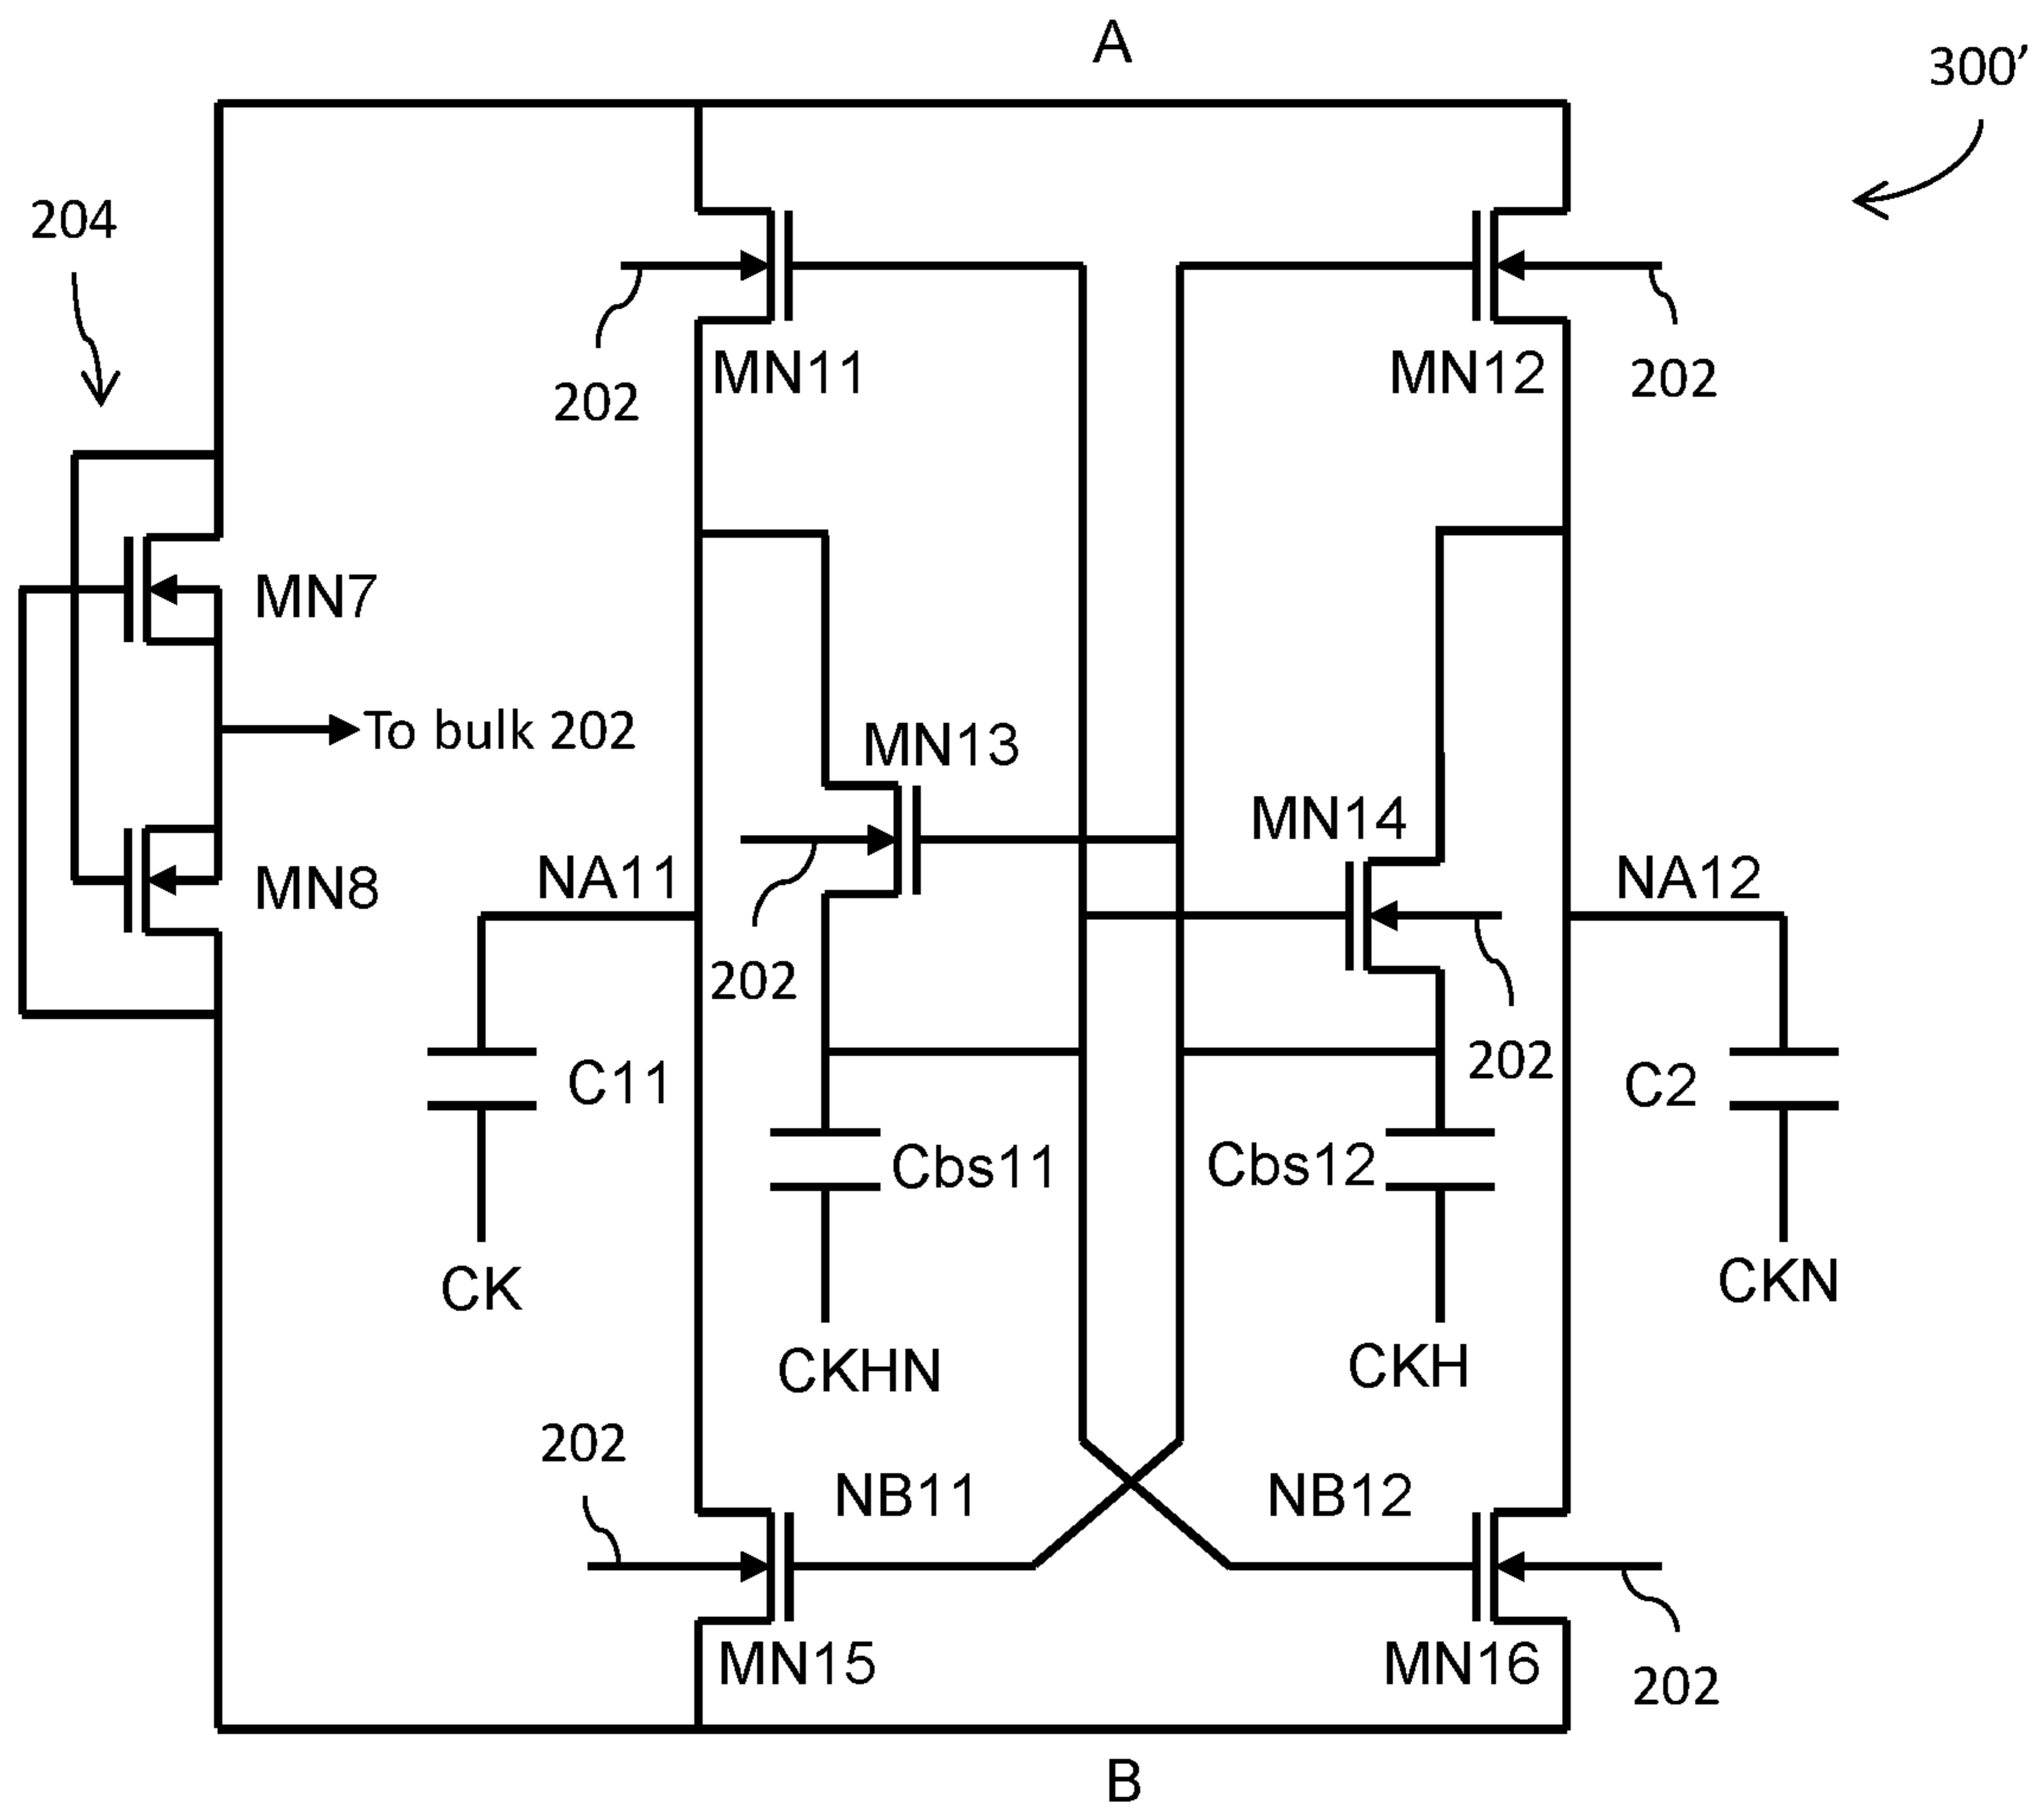 A
300'
204
MN11
MN12
202
202
MN7
To bulk 202
MN13
MN14
NA11
NA12
MN8
202
202
C11
C2
Cbs11
Cbs12
CK
CKN
CKHN
CKH
202
NB11
NB12
MN15
MN16
202
B